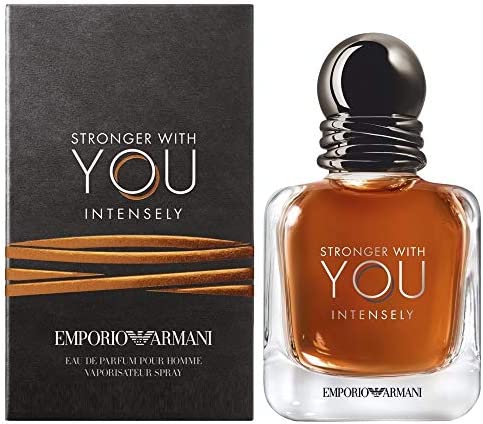 STRONGER WITH
YOU
INTENSELY
EMPORIO ARMANI
EAU DE PARFUM POUR HOMME
VAPORISATEUR SPRAY
STRONGER WITH
YOU
INTENSELY
EMPORIO ARMANI